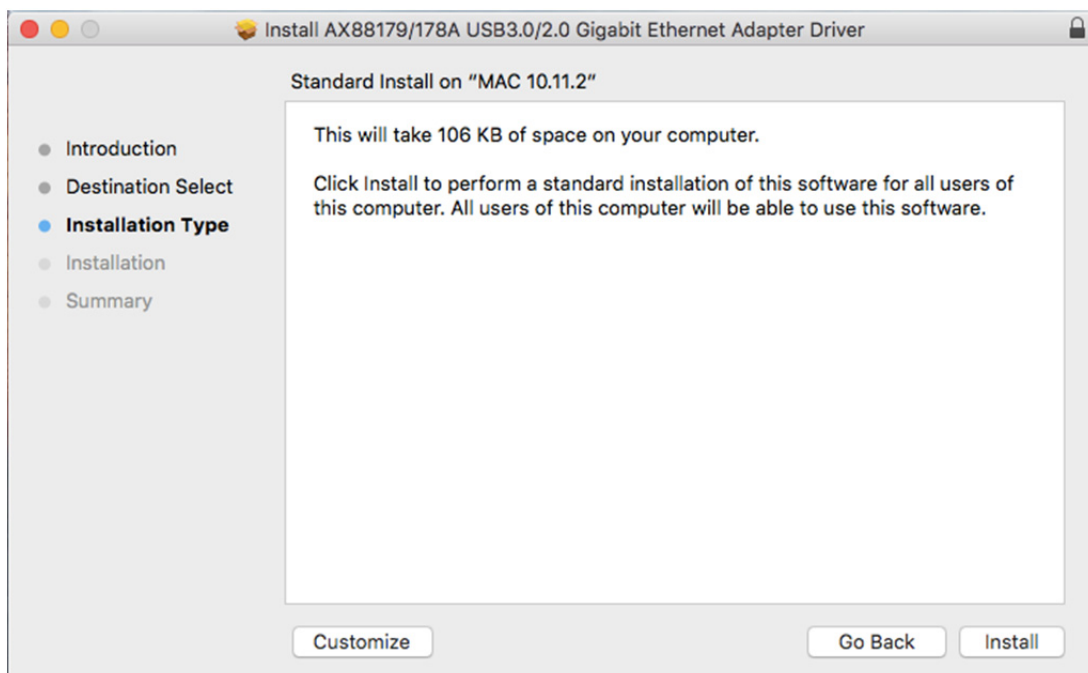 Install AX88179/178A USB3.0/2.0 Gigabit Ethernet Adapter Driver
Standard Install on “MAC 10.11.2”
Introduction
Destination Select
Installation Type
Installation
Summary
This will take 106 KB of space on your computer.
Click Install to perform a standard installation of this software for all users of
this computer. All users of this computer will be able to use this software.
Customize
Go Back
Install